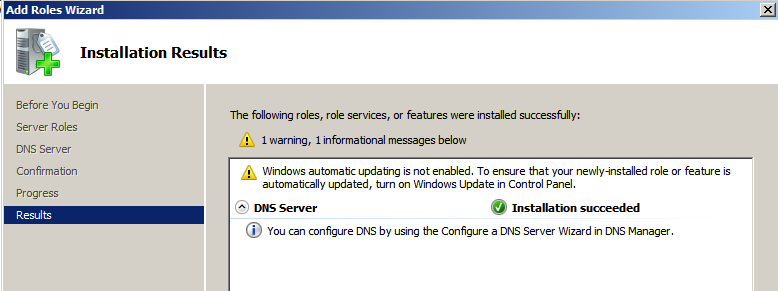 Add Roles Wizard
Installation Results
Before You Begin
Server Roles
DNS Server
Confirmation
Progress
Results
The following roles, role services, or features were installed successfully:
1 warning, 1 informational messages below
Windows automatic updating is not enabled. To ensure that your newly-installed role or feature is
automatically updated, turn on Windows Update in Control Panel.
DNS Server Installation succeeded
You can configure DNS by using the Configure a DNS Server Wizard in DNS Manager.